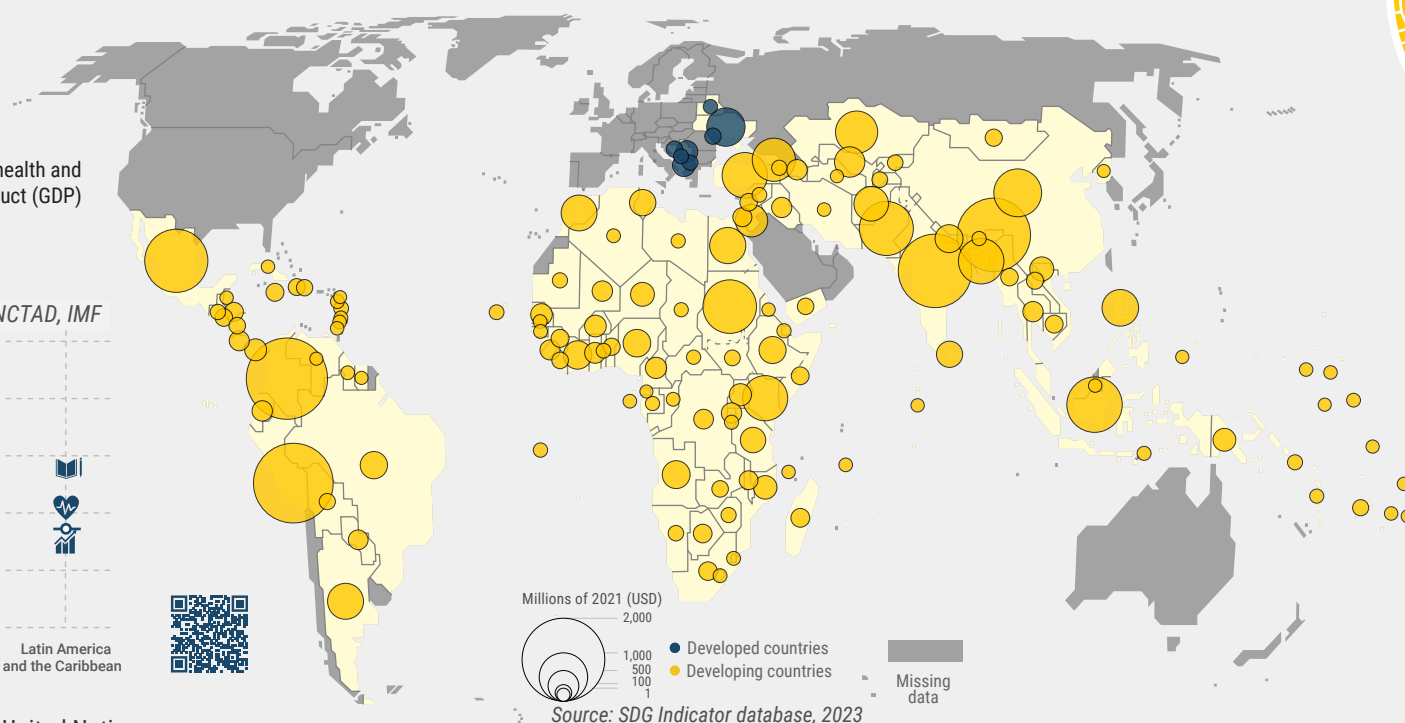 health and
oduct (GDP)
NCTAD, IMF
Latin America
and the Caribbean
Millions of 2021 (USD)
2,000
1,000
500
100
1
Developed countries
Developing countries
Missing
data
Source: SDG Indicator database, 2023